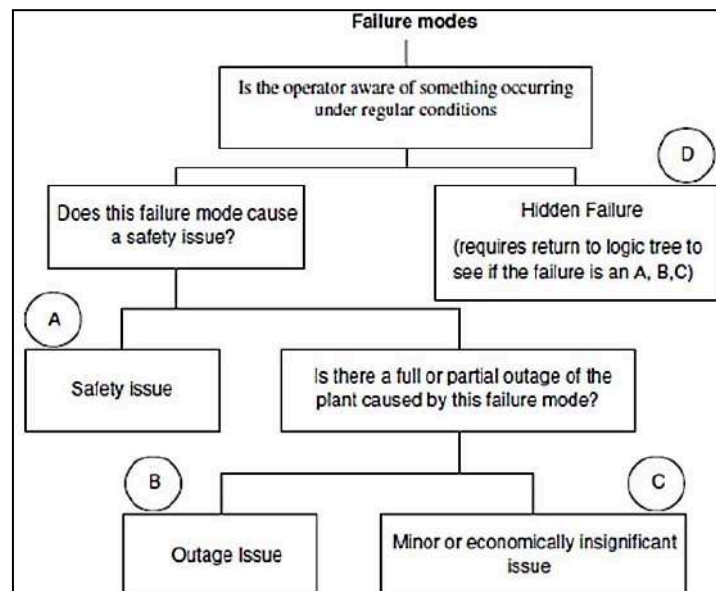 Failure modes
Is the operator aware of something occurring
under regular conditions
D
Does this failure mode cause
a safety issue?
Hidden Failure
(requires return to logic tree to
see if the failure is an A, B,C)
A
Safety issue
Is there a full or partial outage of the
plant caused by this failure mode?
B
C
Outage Issue
Minor or economically insignificant
issue